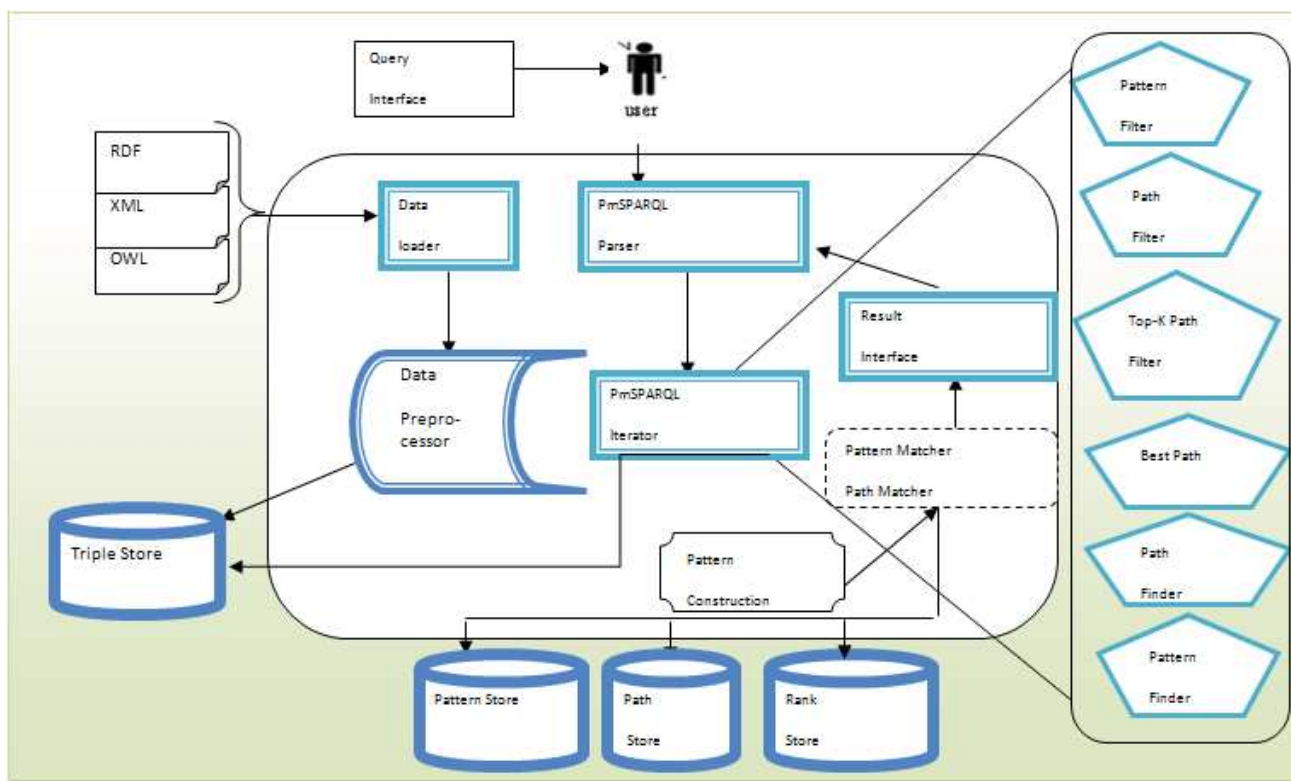 Query
Interface
user
RDF
XML
OWL
Data
loader
PmSPARQL
Parser
Result
Interface
Data
Prepro-
cessor
PmSPARQL
Iterator
Pattern Matcher
Path Matcher
Triple Store
Pattern
Construction
Pattern Store
Path
Store
Rank
Store
Pattern
Filter
Path
Filter
Top-K Path
Filter
Best Path
Path
Finder
Pattern
Finder